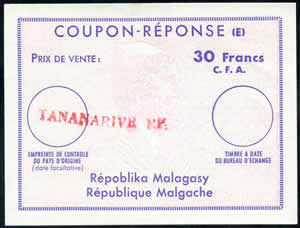 COUPON-RÉPONSE (E)
PRIX DE VENTE:
30 Francs
C. F. A.
TANANARIVE
EMPREINTE DE CONTRÔLE
DU PAYS D'ORIGINE
(date facultative)
TIMBRE A DATE
DU BUREAU D'ÉCHANGE
Répoblika Malagasy
République Malgache